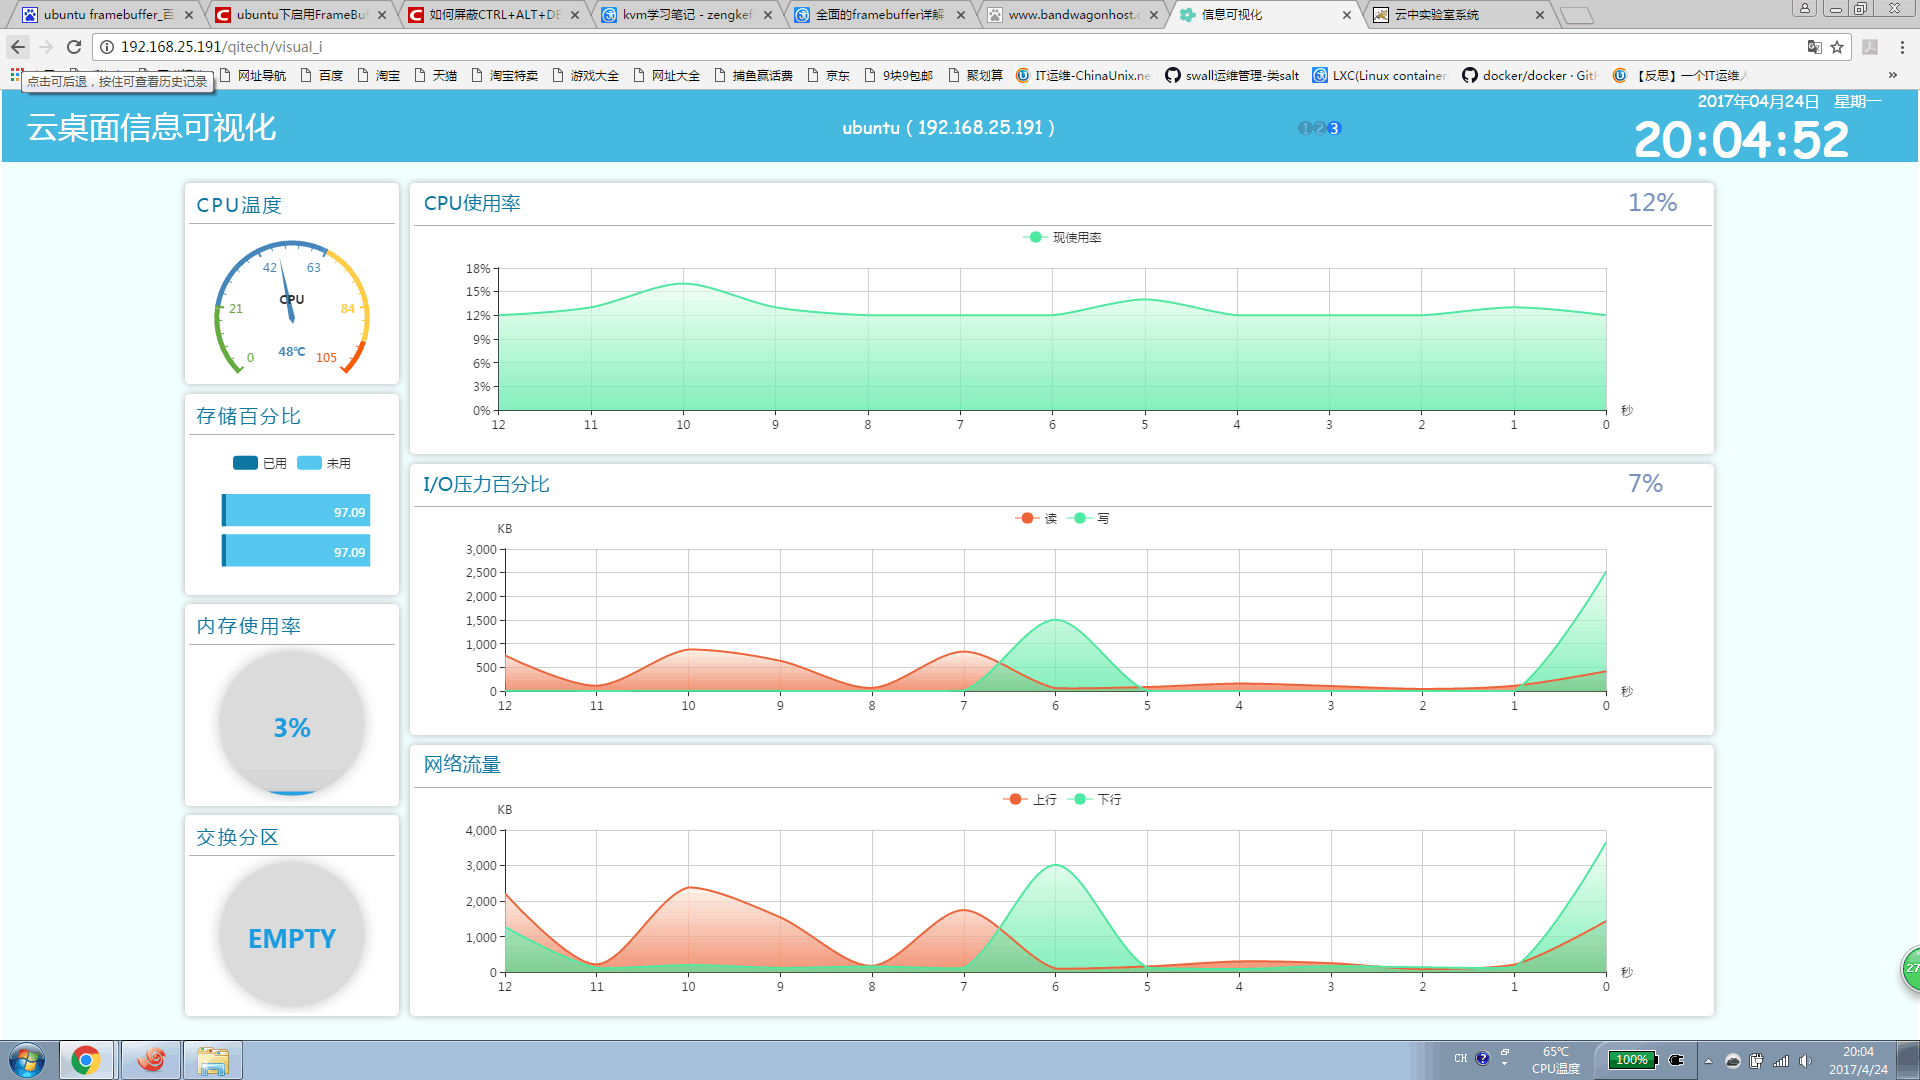 ubuntu framebuffer_百
ubuntu下启用FrameBuf
如何屏蔽CTRL+ALT+DE
kvm学习笔记 - zengkef
全面的framebuffer详解
www.bandwagonhost.c
信息可视化
云中实验室系统
192.168.25.191/qitech/visual_i
点击可后退，按住可查看历史记录
网址导航
百度
淘宝
天猫
淘宝特卖
游戏大全
网址大全
捕鱼赢话费
京东
9块9包邮
聚划算
IT运维-ChinaUnix.ne
swall运维管理-类salt
LXC(Linux container
docker/docker · Git
【反思】一个IT运维人
»
云桌面信息可视化
ubuntu ( 192.168.25.191 )
1 2 3
2017年04月24日 星期一
20:04:52
CPU温度
42 63
CPU
21 84
0 48℃ 105
存储百分比
已用 未用
97.09
97.09
内存使用率
3%
交换分区
EMPTY
CPU使用率 12%
现使用率
18%
15%
12%
9%
6%
3%
0%
12 11 10 9 8 7 6 5 4 3 2 1 0 秒
I/O压力百分比 7%
读 写
KB
3,000
2,500
2,000
1,500
1,000
500
0
12 11 10 9 8 7 6 5 4 3 2 1 0 秒
网络流量
上行 下行
KB
4,000
3,000
2,000
1,000
0
12 11 10 9 8 7 6 5 4 3 2 1 0 秒
27
CH
65℃
CPU温度
100%
20:04
2017/4/24